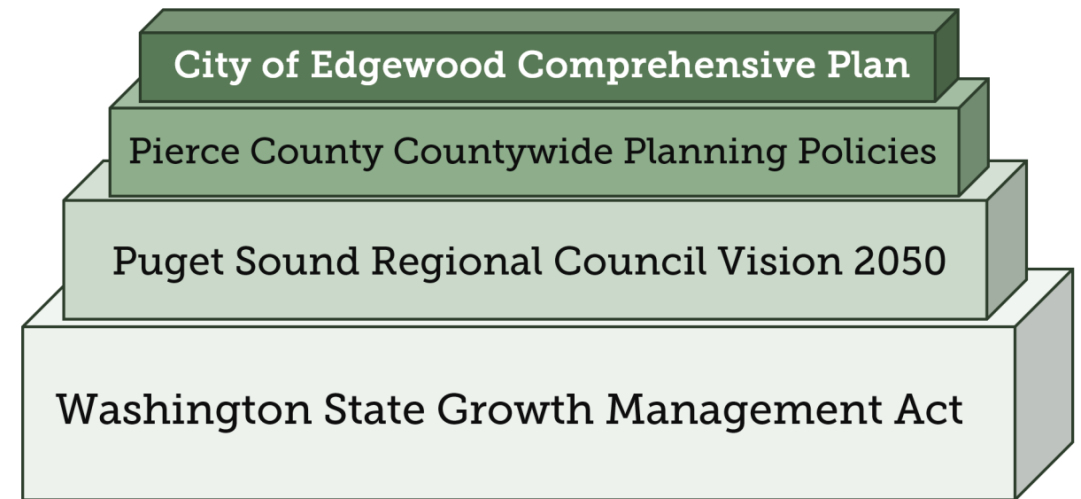 City of Edgewood Comprehensive Plan
Pierce County Countywide Planning Policies
Puget Sound Regional Council Vision 2050
Washington State Growth Management Act